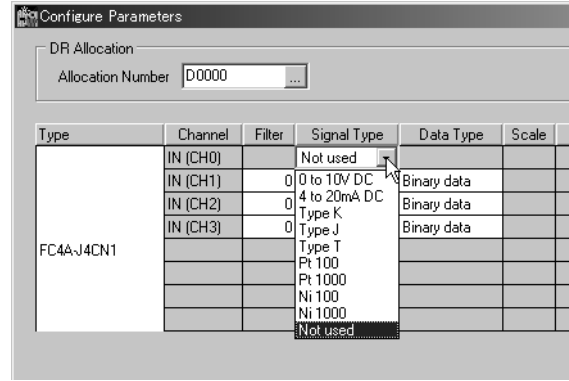 Configure Parameters
DR Allocation
Allocation Number D0000 ...
Type Channel Filter Signal Type Data Type Scale
IN (CH0) Not used
IN (CH1) 0 0 to 10V DC Binary data
IN (CH2) 0 4 to 20mA DC Binary data
Type K
IN (CH3) 0 Type J Binary data
FC4A-J4CN1 Type T
Pt 100
Pt 1000
Ni 100
Ni 1000
Not used